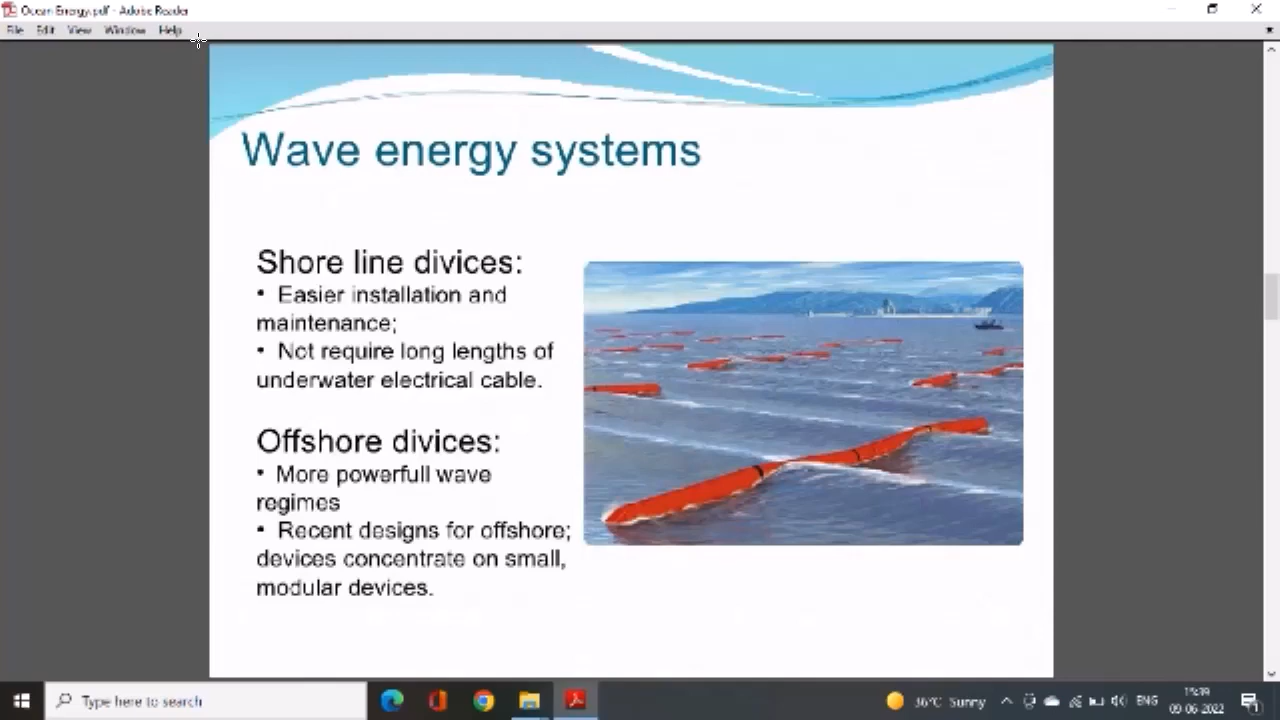 Ocean Energy.pdf - Adobe Reader
File Edit View Window Help
Wave energy systems
Shore line divices:
• Easier installation and
maintenance;
• Not require long lengths of
underwater electrical cable.
Offshore divices:
• More powerfull wave
regimes
• Recent designs for offshore;
devices concentrate on small,
modular devices.
Type here to search
36°C Sunny
ENG
15:39
09-06-2022